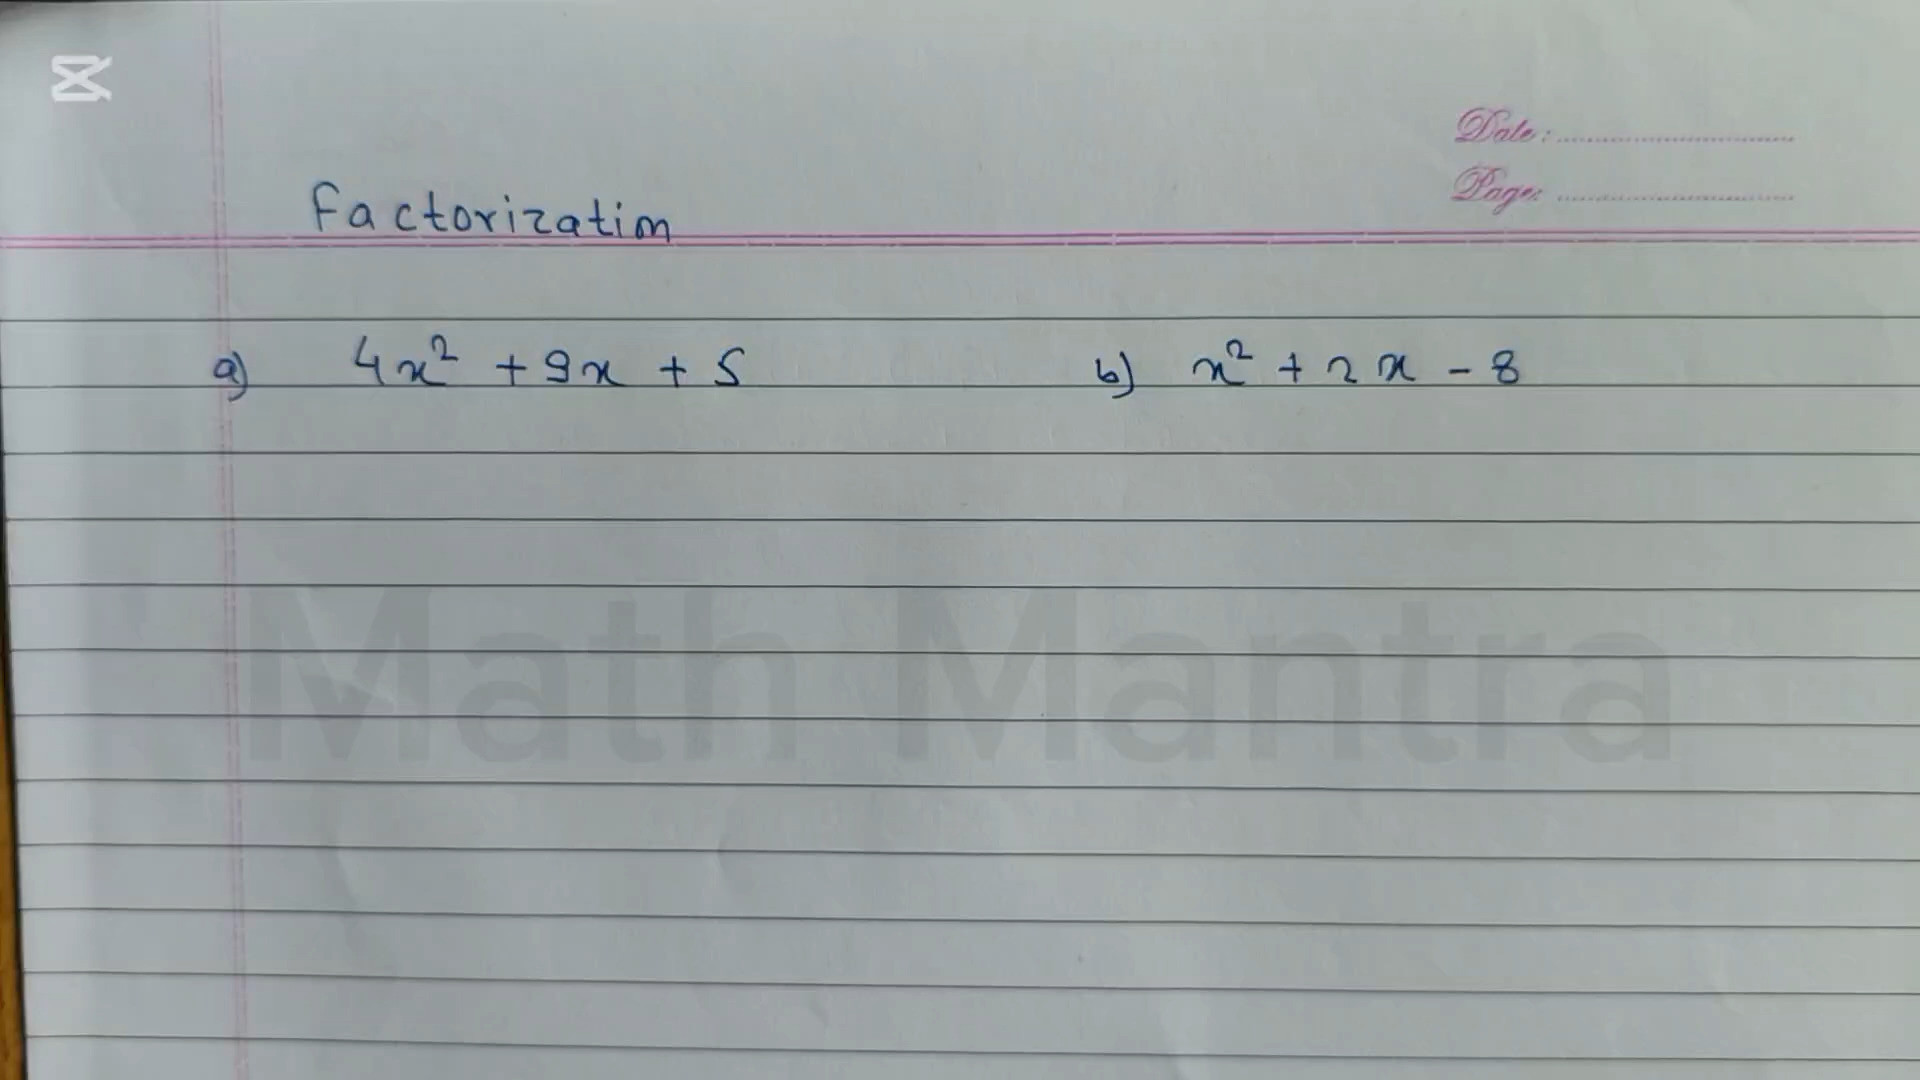 Date: ..............................
Page: ..............................
Factorization
a) 4x² + 9x + 5 b) x² + 2x - 8
Math Mantra